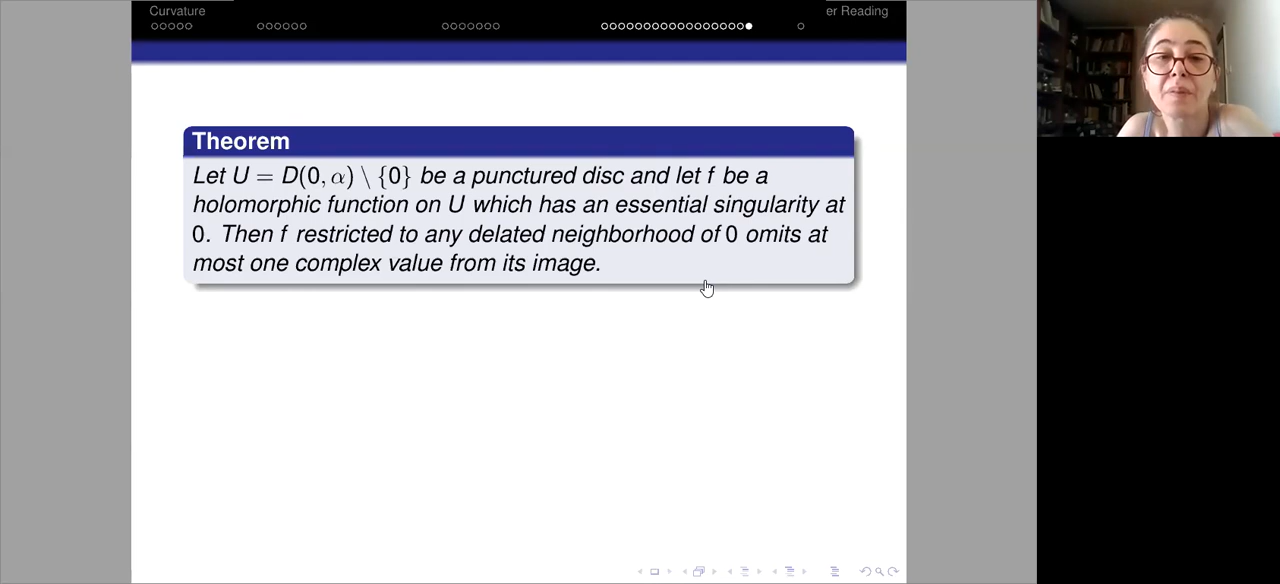 Curvature
er Reading
Theorem
Let U = D(0, α) \ {0} be a punctured disc and let f be a
holomorphic function on U which has an essential singularity at
0. Then f restricted to any delated neighborhood of 0 omits at
most one complex value from its image.